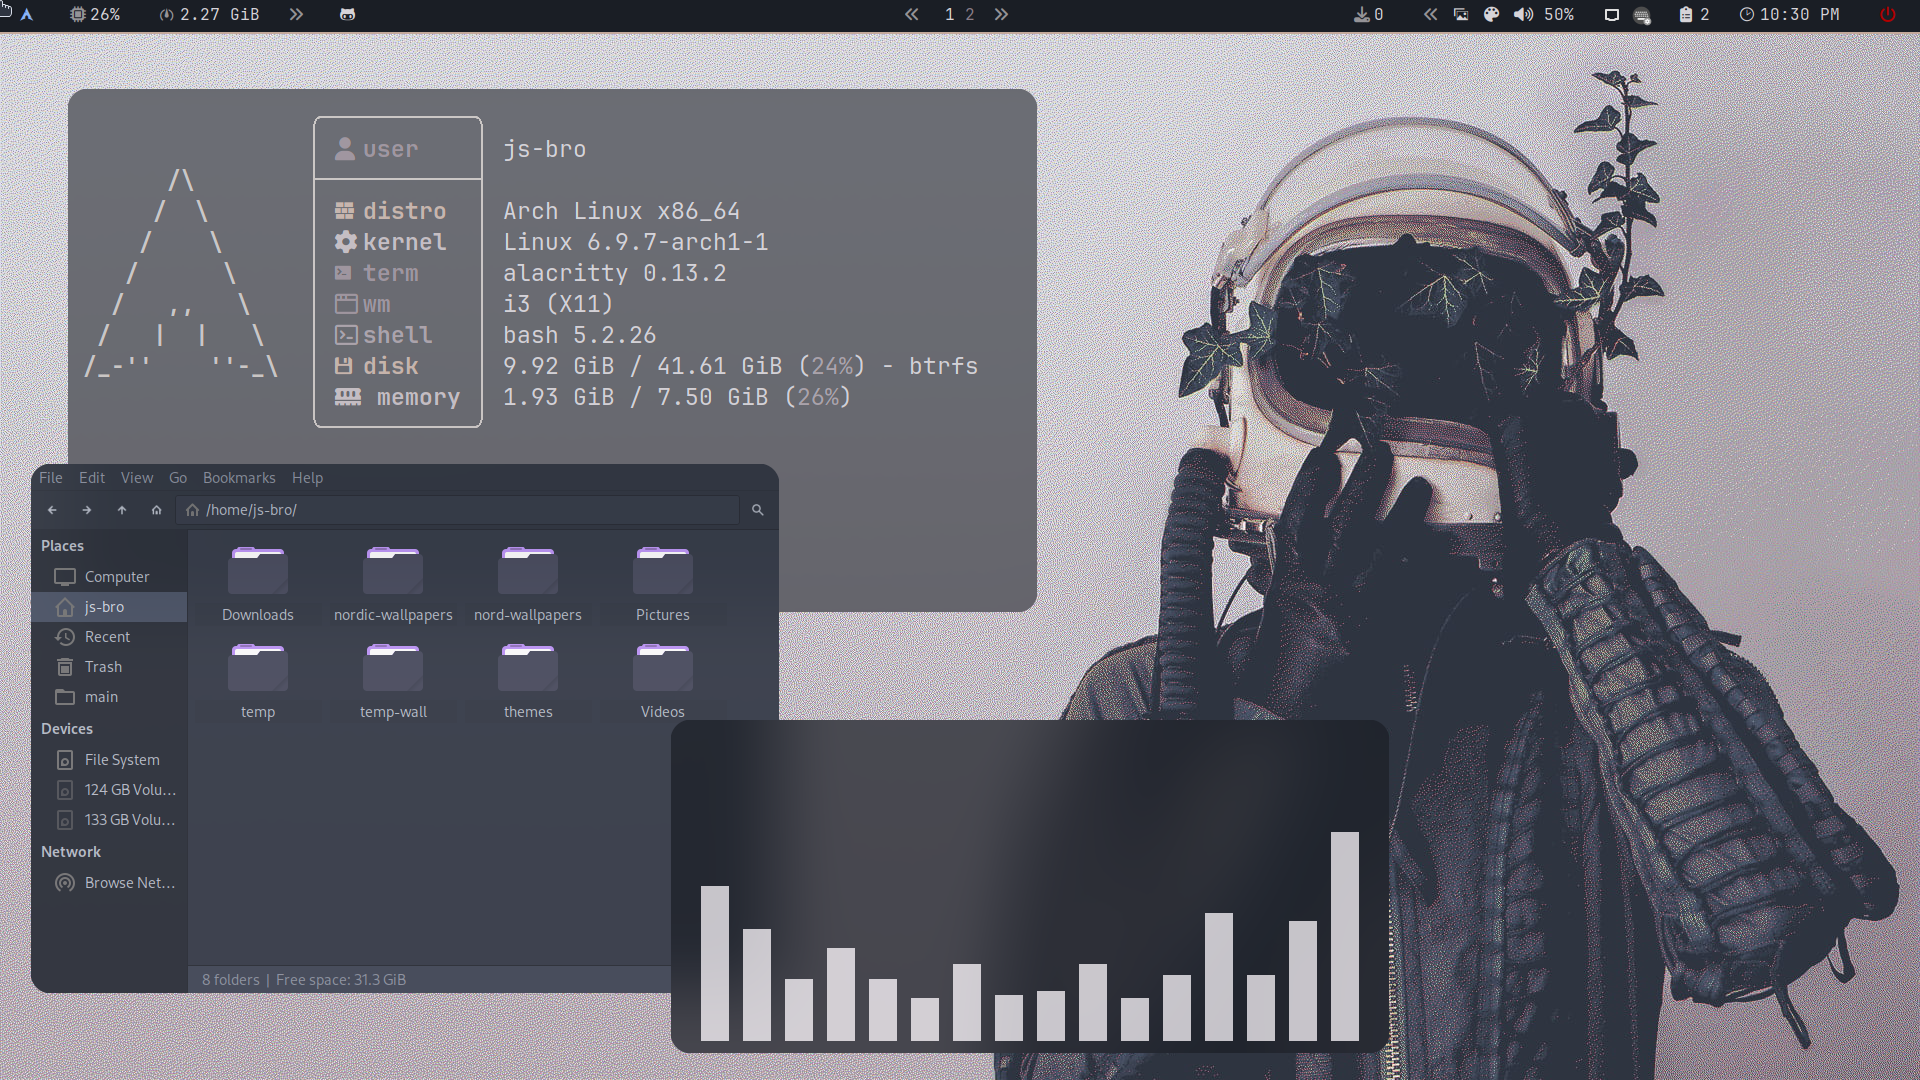 26% 2.27 GiB 1 2 0 50% 2 10:30 PM
user js-bro
distro Arch Linux x86_64
kernel Linux 6.9.7-arch1-1
term alacritty 0.13.2
wm i3 (X11)
shell bash 5.2.26
disk 9.92 GiB / 41.61 GiB (24%) - btrfs
memory 1.93 GiB / 7.50 GiB (26%)
File Edit View Go Bookmarks Help
/home/js-bro/
Places
Computer
js-bro
Recent
Trash
main
Devices
File System
124 GB Volu...
133 GB Volu...
Network
Browse Net...
Downloads nordic-wallpapers nord-wallpapers Pictures
temp temp-wall themes Videos
8 folders | Free space: 31.3 GiB